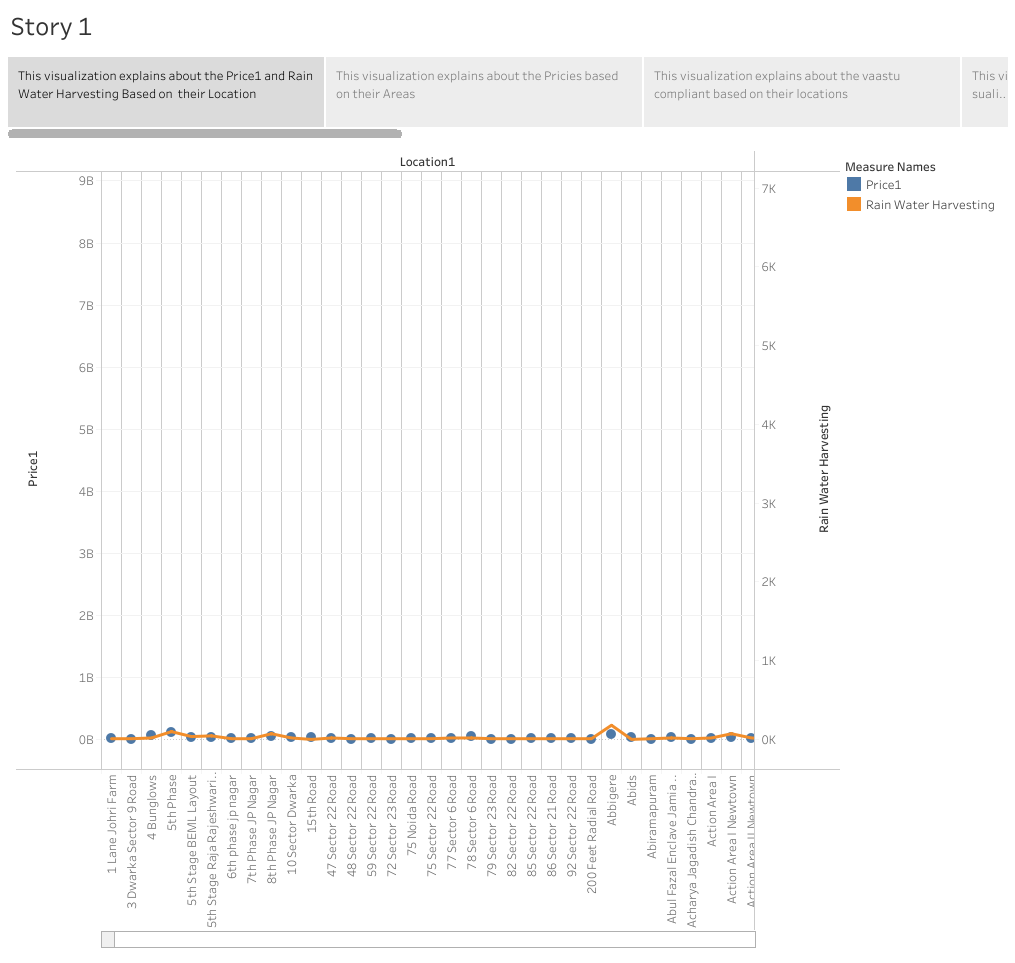 Story 1
This visualization explains about the Price1 and Rain
Water Harvesting Based on  their Location
This visualization explains about the Pricies based
on their Areas
This visualization explains about the vaastu
compliant based on their locations
This vi
suali..
Location1
Measure Names
Price1
Rain Water Harvesting
9B
8B
7B
6B
5B
4B
3B
2B
1B
0B
Price1
7K
6K
5K
4K
3K
2K
1K
0K
Rain Water Harvesting
1 Lane Johri Farm
3 Dwarka Sector 9 Road
4 Bunglows
5th Phase
5th Stage BEML Layout
5th Stage Raja Rajeshwari..
6th phase jp nagar
7th Phase JP Nagar
8th Phase JP Nagar
10 Sector Dwarka
15th Road
47 Sector 22 Road
48 Sector 22 Road
59 Sector 22 Road
72 Sector 23 Road
75 Noida Road
75 Sector 22 Road
77 Sector 6 Road
78 Sector 6 Road
79 Sector 23 Road
82 Sector 22 Road
85 Sector 22 Road
86 Sector 21 Road
92 Sector 22 Road
200 Feet Radial Road
Abbigere
Abids
Abiramapuram
Abul Fazal Enclave Jamia ..
Acharya Jagadish Chandra..
Action Area I
Action Area I Newtown
Action Area II Newtown